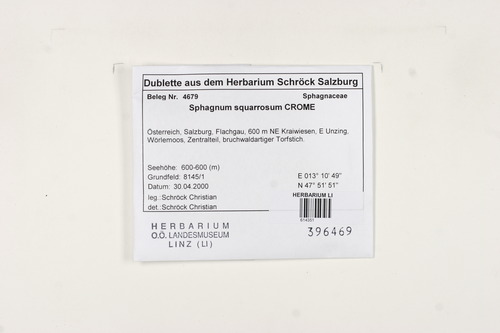 Dublette aus dem Herbarium Schröck Salzburg
Beleg Nr. 4679 Sphagnaceae
Sphagnum squarrosum CROME
Österreich, Salzburg, Flachgau, 600 m NE Kraiwiesen, E Unzing,
Wörlemoos, Zentralteil, bruchwaldartiger Torfstich.
Seehöhe: 600-600 (m)
Grundfeld: 8145/1 E 013° 10' 49"
Datum: 30.04.2000 N 47° 51' 51"
leg.:Schröck Christian HERBARIUM LI
det.:Schröck Christian
HERBARIUM
O.Ö. LANDESMUSEUM
LINZ (LI)
396469